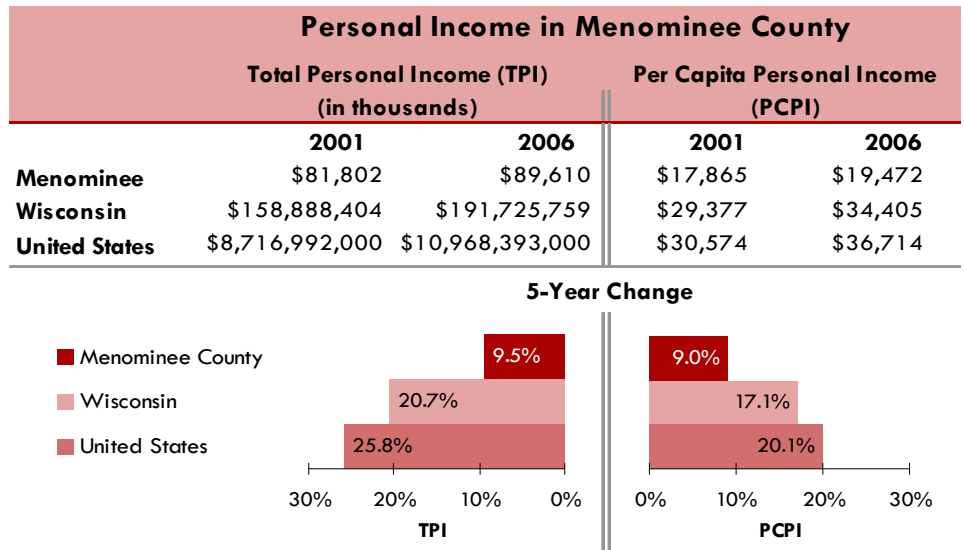 Personal Income in Menominee County
Total Personal Income (TPI)
(in thousands)
Per Capita Personal Income
(PCPI)
2001 2006 2001 2006
Menominee $81,802 $89,610 $17,865 $19,472
Wisconsin $158,888,404 $191,725,759 $29,377 $34,405
United States $8,716,992,000 $10,968,393,000 $30,574 $36,714
5-Year Change
Menominee County 9.5% 9.0%
Wisconsin 20.7% 17.1%
United States 25.8% 20.1%
30% 20% 10% 0% 0% 10% 20% 30%
TPI PCPI